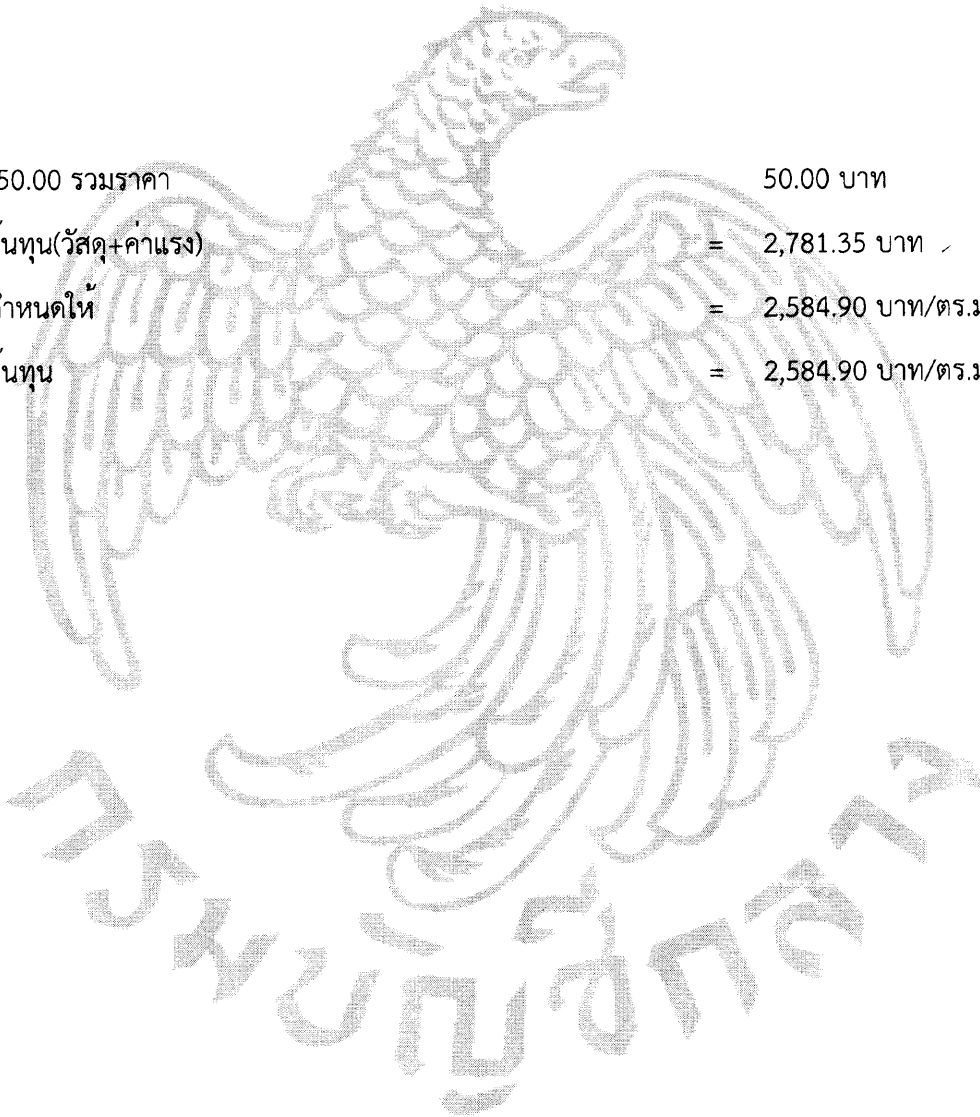 50.00 รวมราคา 50.00 บาท
นทุน(วัสดุ+ค่าแรง) = 2,781.35 บาท
กำหนดให้ = 2,584.90 บาท/ตร.ม
นทุน = 2,584.90 บาท/ตร.ม
กรมบัญชีกลาง